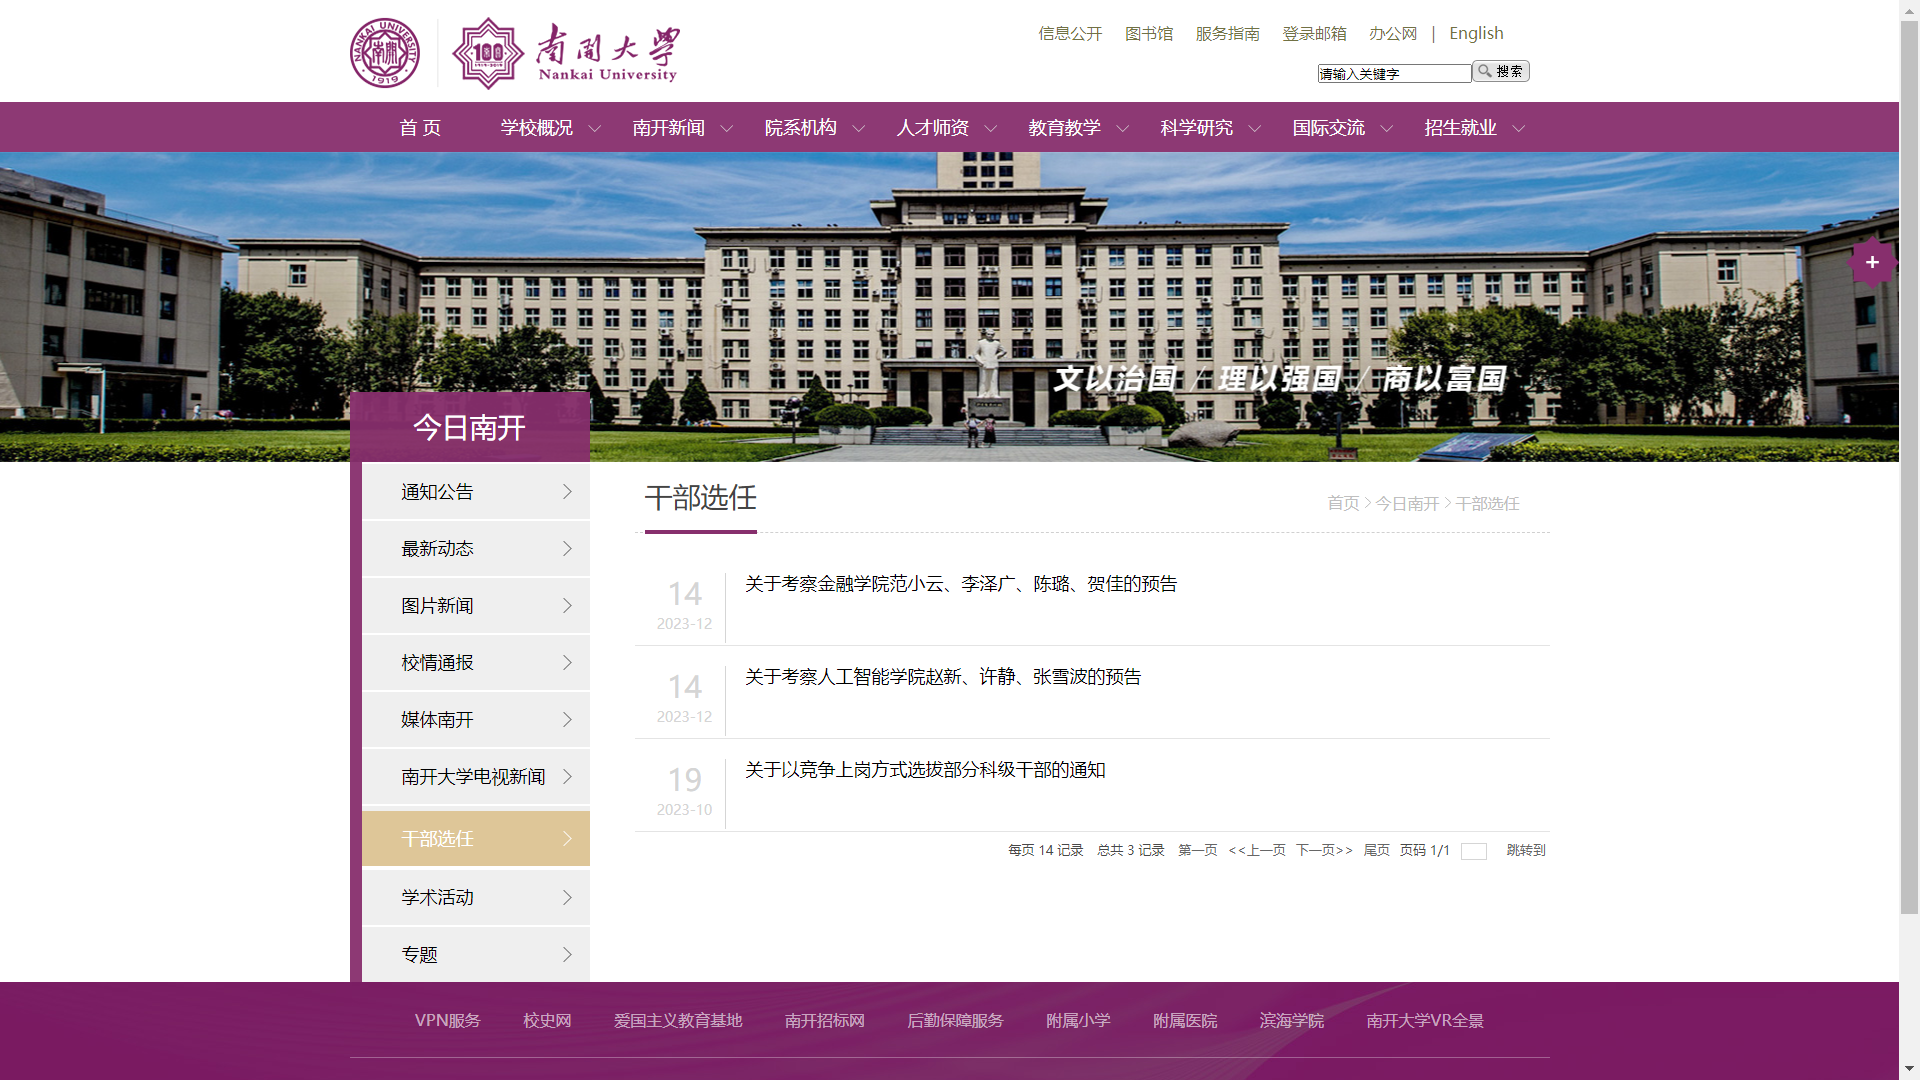 NANKAI UNIVERSITY
南開
1919
100
南開大學
Nankai University
信息公开 图书馆 服务指南 登录邮箱 办公网 | English
请输入关键字 搜索
首 页 学校概况 南开新闻 院系机构 人才师资 教育教学 科学研究 国际交流 招生就业
+
文以治国 / 理以强国 / 商以富国
今日南开
通知公告
最新动态
图片新闻
校情通报
媒体南开
南开大学电视新闻
干部选任
学术活动
专题
干部选任
首页 > 今日南开 > 干部选任
14
2023-12
关于考察金融学院范小云、李泽广、陈璐、贺佳的预告
14
2023-12
关于考察人工智能学院赵新、许静、张雪波的预告
19
2023-10
关于以竞争上岗方式选拔部分科级干部的通知
每页 14 记录 总共 3 记录 第一页 <<上一页 下一页>> 尾页 页码 1/1 跳转到
VPN服务 校史网 爱国主义教育基地 南开招标网 后勤保障服务 附属小学 附属医院 滨海学院 南开大学VR全景